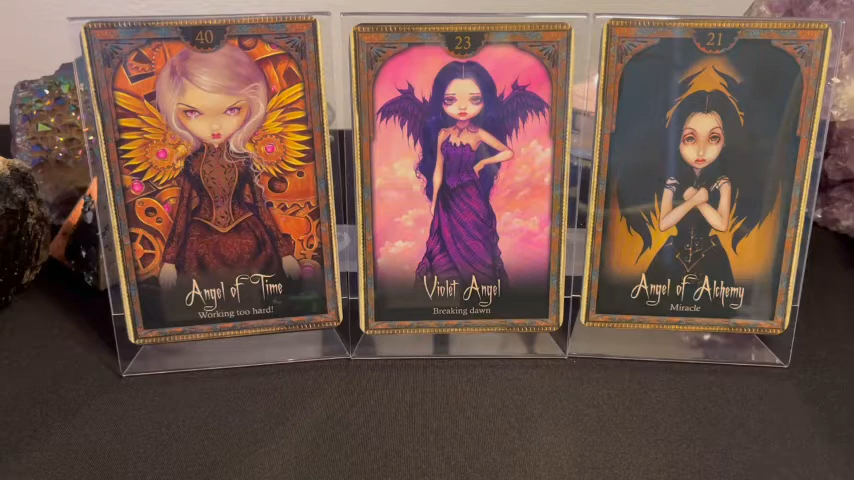 40
Angel of Time
Working too hard!
23
Violet Angel
Breaking dawn
21
Angel of Alchemy
Miracle